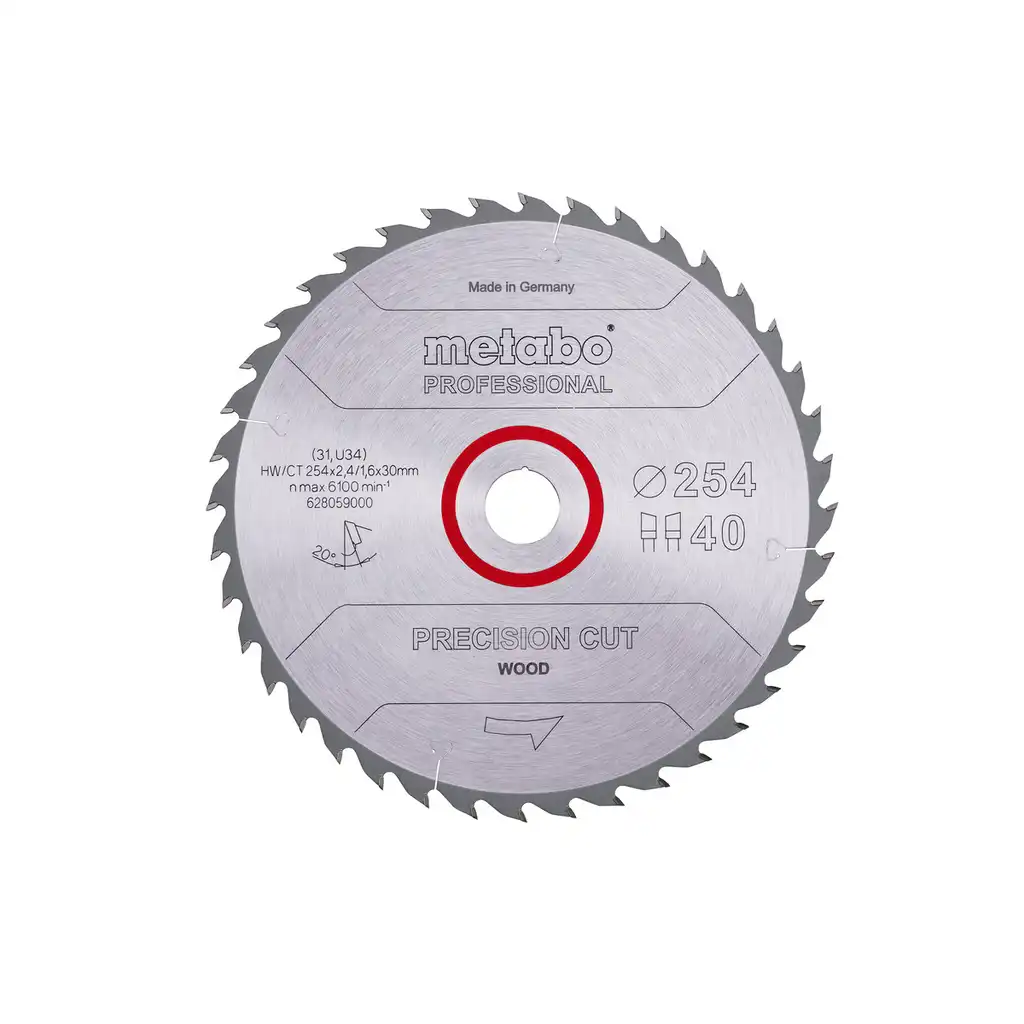 Made in Germany
metabo®
PROFESSIONAL
(31, U34)
HW/CT 254x2,4/1,6x30mm
n max 6100 min⁻¹
628059000
20°
254
40
PRECISION CUT
WOOD